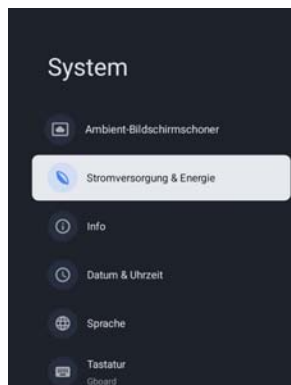 System
Ambient-Bildschirmschoner
Stromversorgung & Energie
Info
Datum & Uhrzeit
Sprache
Tastatur
Gboard